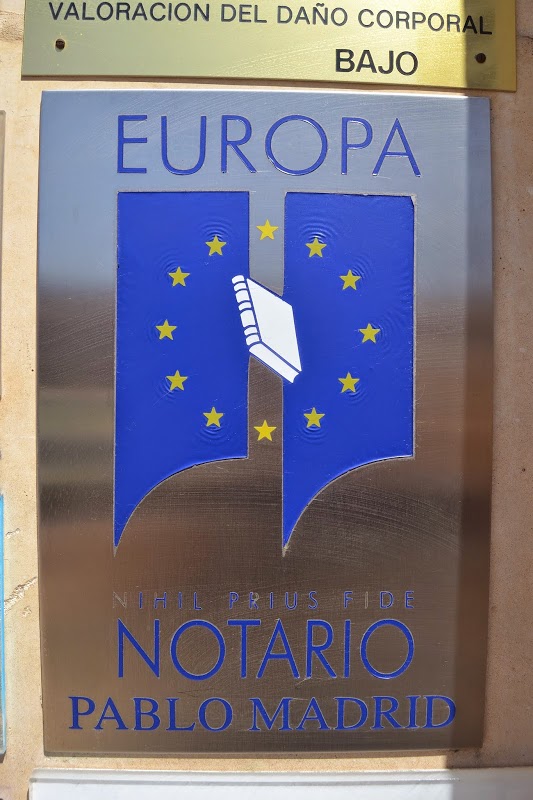 VALORACION DEL DAÑO CORPORAL
BAJO
EUROPA
NIHIL PRIUS FIDE
NOTARIO
PABLO MADRID